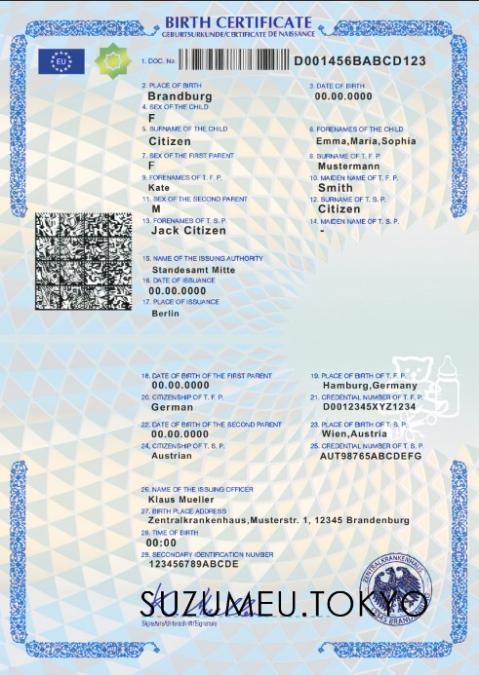 BIRTH CERTIFICATE
GEBURTSURKUNDE/CERTIFICATE DE NAISSANCE
EU
1. DOC. No
D001456BABCD123
2. PLACE OF BIRTH
Brandburg
3. DATE OF BIRTH
00.00.0000
4. SEX OF THE CHILD
F
5. SURNAME OF THE CHILD
Citizen
6. FORENAMES OF THE CHILD
Emma,Maria,Sophia
7. SEX OF THE FIRST PARENT
F
8. SURNAME OF T. F. P.
Mustermann
9. FORENAMES OF T. F. P.
Kate
10. MAIDEN NAME OF T. F. P.
Smith
11. SEX OF THE SECOND PARENT
M
12. SURNAME OF T. S. P.
Citizen
13. FORENAMES OF T. S. P.
Jack Citizen
14. MAIDEN NAME OF T. S. P.
15. NAME OF THE ISSUING AUTHORITY
Standesamt Mitte
16. DATE OF ISSUANCE
00.00.0000
17. PLACE OF ISSUANCE
Berlin
18. DATE OF BIRTH OF THE FIRST PARENT
00.00.0000
19. PLACE OF BIRTH OF T. F. P.
Hamburg,Germany
20. CITIZENSHIP OF T. F. P.
German
21. CREDENTIAL NUMBER OF T. F. P.
D0012345XYZ1234
22. DATE OF BIRTH OF THE SECOND PARENT
00.00.0000
23. PLACE OF BIRTH OF T. S. P.
Wien,Austria
24. CITIZENSHIP OF T. S. P.
Austrian
25. CREDENTIAL NUMBER OF T. S. P.
AUT98765ABCDEFG
26. NAME OF THE ISSUING OFFICER
Klaus Mueller
27. BIRTH PLACE ADDRESS
Zentralkrankenhaus,Musterstr. 1, 12345 Brandenburg
28. TIME OF BIRTH
00:00
29. SECONDARY IDENTIFICATION NUMBER
123456789ABCDE
ZENTRALKRANKENHAUS
SUZUMEU.TOKYO
Signature/Unterschrift/Signature